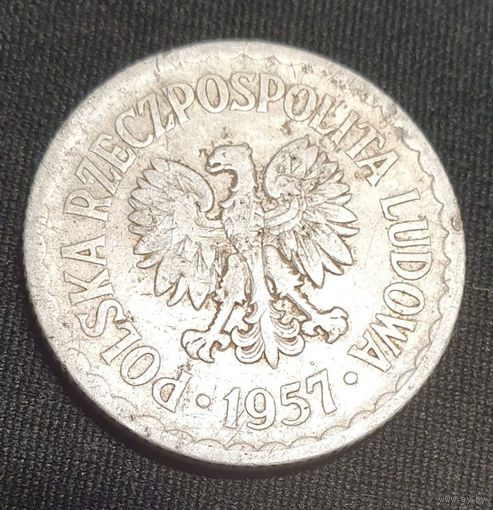 POLSKA RZECZPOSPOLITA LUDOWA
· 1957 ·